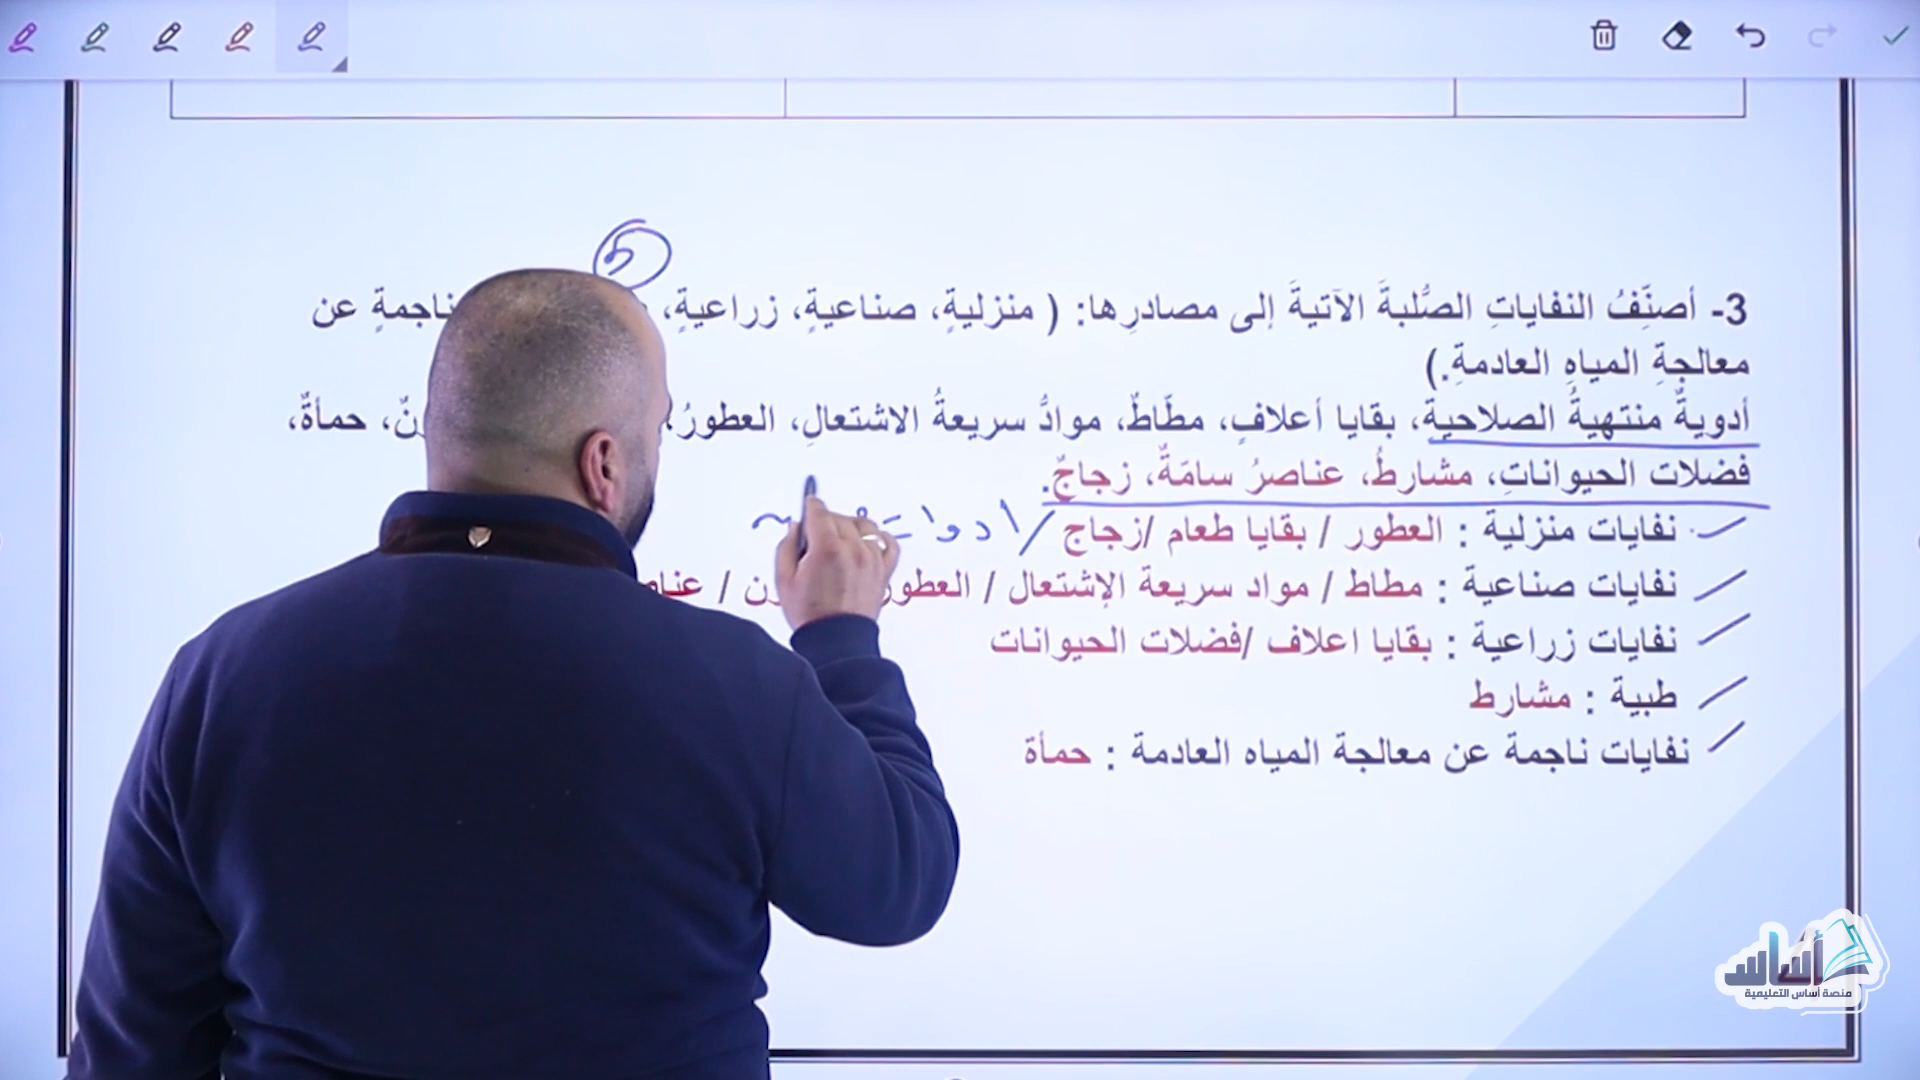 3- أصنِّفُ النفاياتِ الصُّلبةَ الآتيةَ إلى مصادرِها: ( منزليةٍ، صناعيةٍ، زراعيةٍ، ناجمةٍ عن
معالجةِ المياهِ العادمةِ.)
أدويةٌ منتهيةُ الصلاحيةِ، بقايا أعلافٍ، مطّاطٌ، موادُّ سريعةُ الاشتعالِ، العطورُ، حمأةٌ،
فضلات الحيواناتِ، مشارطُ، عناصرُ سامّةٌ، زجاجٌ.
نفايات منزلية : العطور / بقايا طعام /زجاج /
نفايات صناعية : مطاط / مواد سريعة الإشتعال / العطور /
نفايات زراعية : بقايا اعلاف /فضلات الحيوانات
طبية : مشارط
نفايات ناجمة عن معالجة المياه العادمة : حمأة
أساس
منصة أساس التعليمية